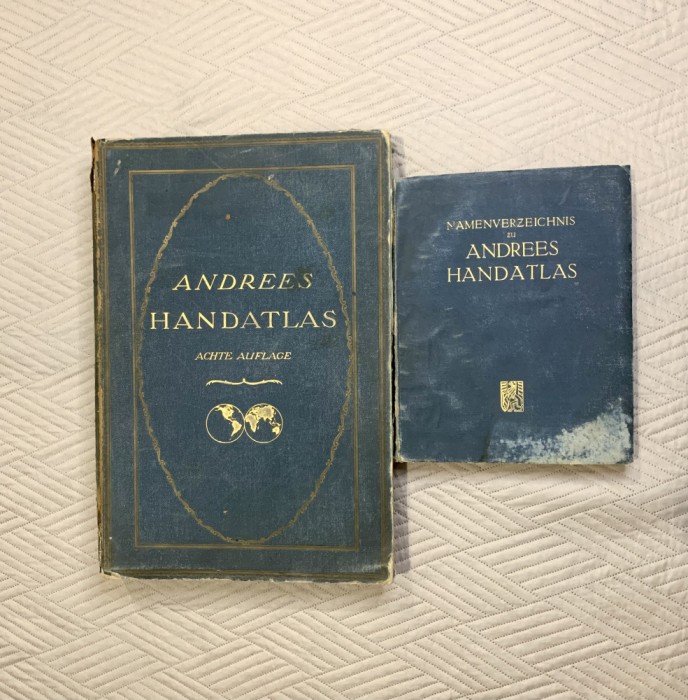 ANDREES
HANDATLAS
ACHTE AUFLAGE
NAMENVERZEICHNIS
zu
ANDREES
HANDATLAS